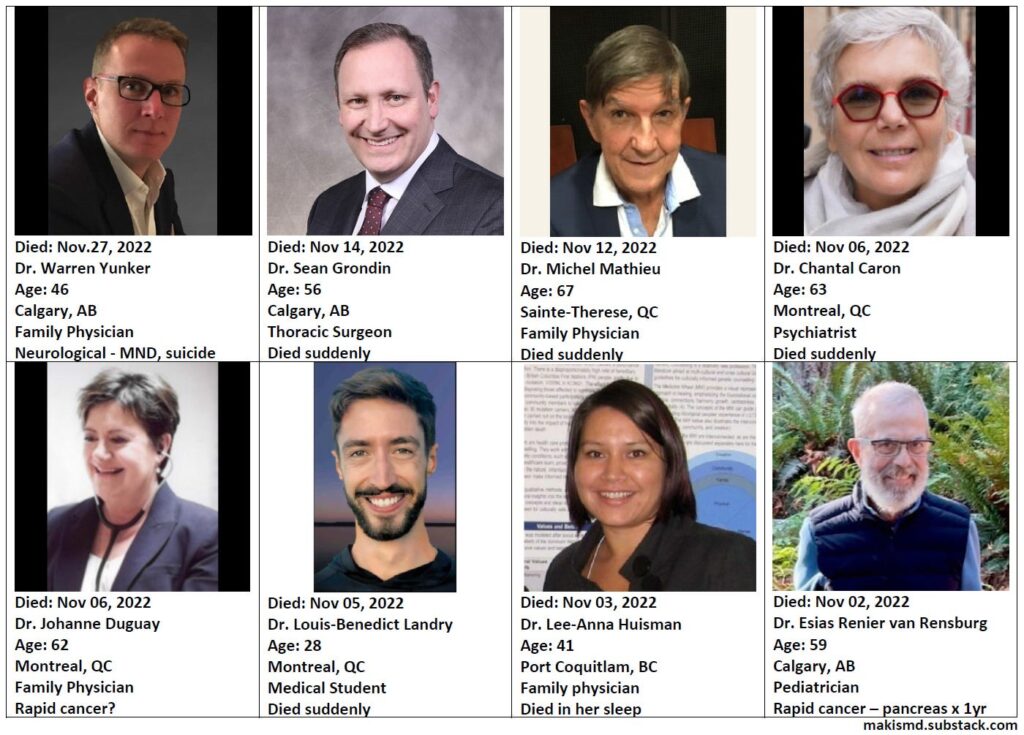 Died: Nov.27, 2022
Dr. Warren Yunker
Age: 46
Calgary, AB
Family Physician
Neurological - MND, suicide
Died: Nov 14, 2022
Dr. Sean Grondin
Age: 56
Calgary, AB
Thoracic Surgeon
Died suddenly
Died: Nov 12, 2022
Dr. Michel Mathieu
Age: 67
Sainte-Therese, QC
Family Physician
Died suddenly
Died: Nov 06, 2022
Dr. Chantal Caron
Age: 63
Montreal, QC
Psychiatrist
Died suddenly
Died: Nov 06, 2022
Dr. Johanne Duguay
Age: 62
Montreal, QC
Family Physician
Rapid cancer?
Died: Nov 05, 2022
Dr. Louis-Benedict Landry
Age: 28
Montreal, QC
Medical Student
Died suddenly
Values and
Died: Nov 03, 2022
Dr. Lee-Anna Huisman
Age: 41
Port Coquitlam, BC
Family physician
Died in her sleep
Died: Nov 02, 2022
Dr. Esias Renier van Rensburg
Age: 59
Calgary, AB
Pediatrician
Rapid cancer – pancreas x 1yr
makismd.substack.com